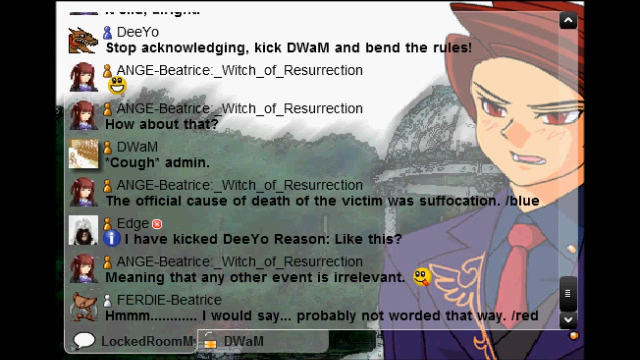 DeeYo
Stop acknowledging, kick DWaM and bend the rules!
ANGE-Beatrice:_Witch_of_Resurrection
ANGE-Beatrice:_Witch_of_Resurrection
How about that?
DWaM
*Cough* admin.
ANGE-Beatrice:_Witch_of_Resurrection
The official cause of death of the victim was suffocation. /blue
Edge
I have kicked DeeYo Reason: Like this?
ANGE-Beatrice:_Witch_of_Resurrection
Meaning that any other event is irrelevant.
FERDIE-Beatrice
Hmmm............ I would say... probably not worded that way. /red
LockedRoomM
DWaM